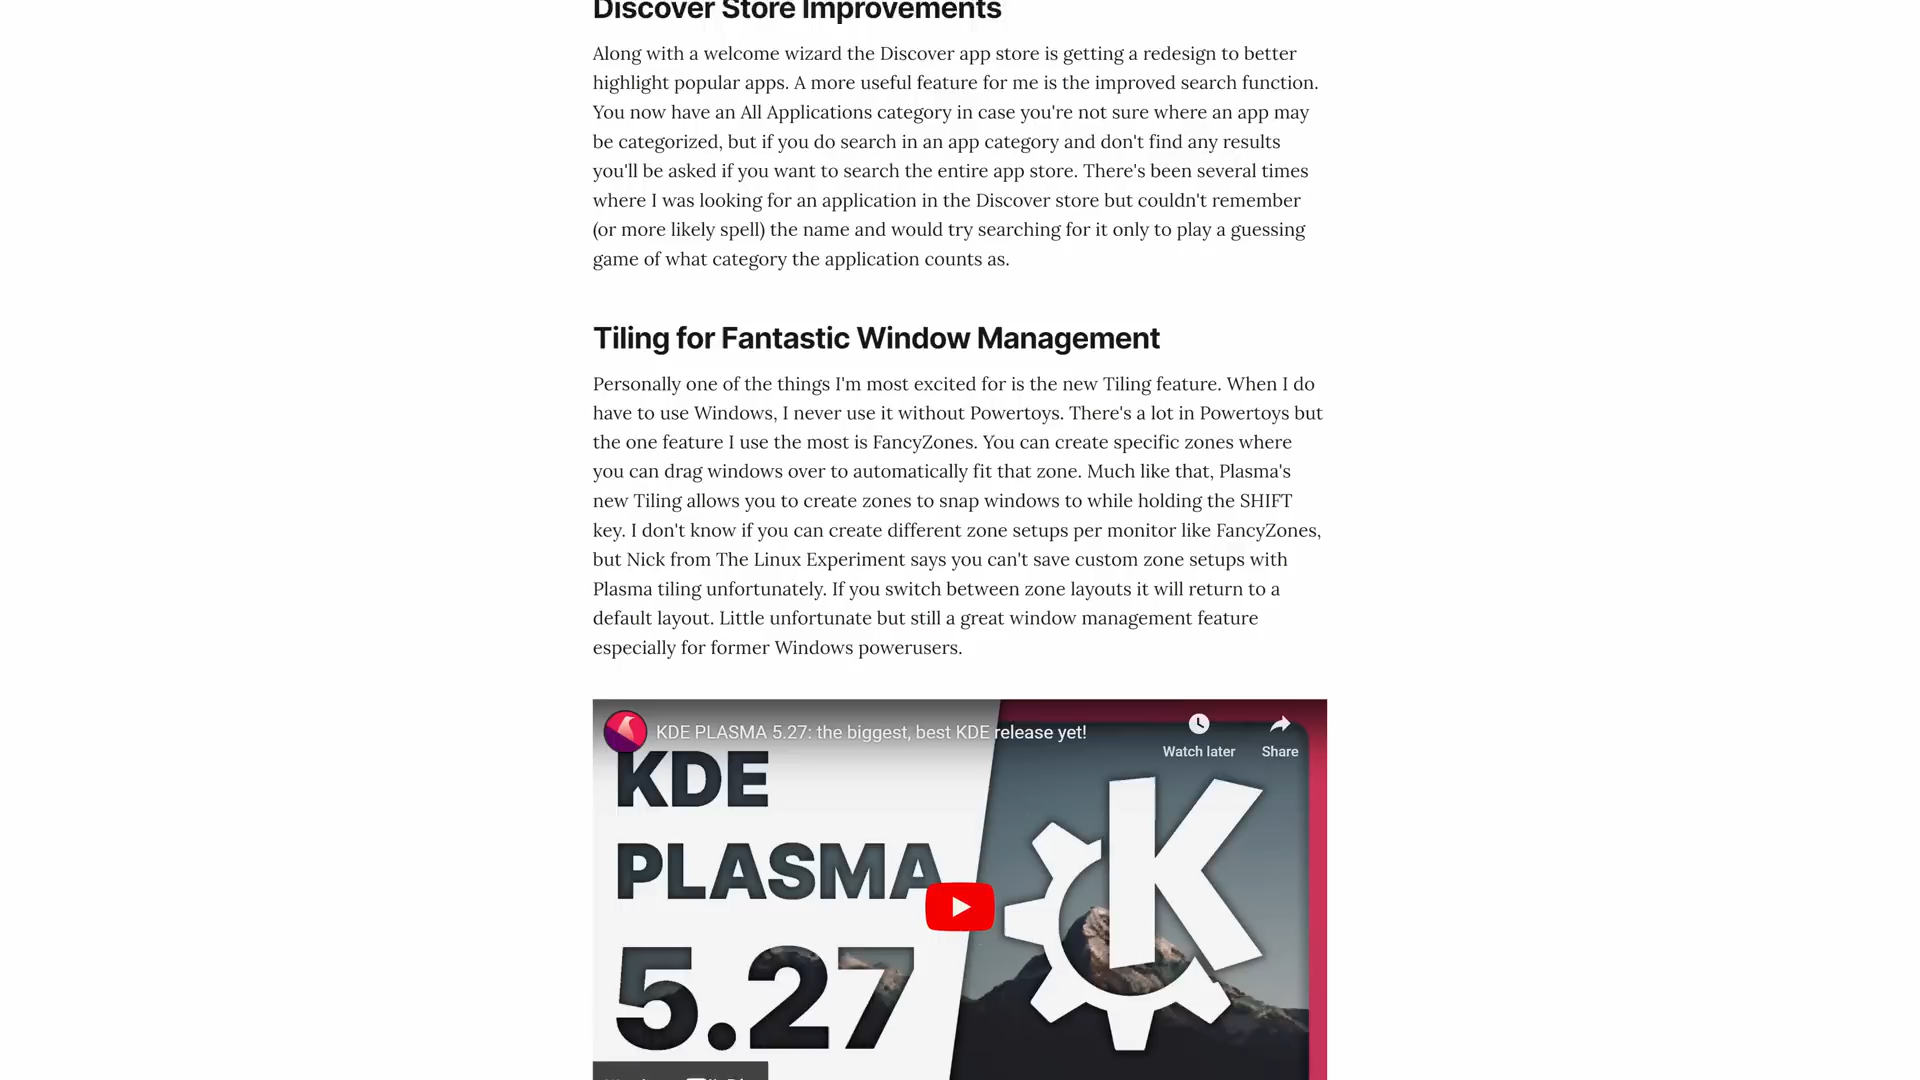 Discover Store Improvements
Along with a welcome wizard the Discover app store is getting a redesign to better
highlight popular apps. A more useful feature for me is the improved search function.
You now have an All Applications category in case you're not sure where an app may
be categorized, but if you do search in an app category and don't find any results
you'll be asked if you want to search the entire app store. There's been several times
where I was looking for an application in the Discover store but couldn't remember
(or more likely spell) the name and would try searching for it only to play a guessing
game of what category the application counts as.
Tiling for Fantastic Window Management
Personally one of the things I'm most excited for is the new Tiling feature. When I do
have to use Windows, I never use it without Powertoys. There's a lot in Powertoys but
the one feature I use the most is FancyZones. You can create specific zones where
you can drag windows over to automatically fit that zone. Much like that, Plasma's
new Tiling allows you to create zones to snap windows to while holding the SHIFT
key. I don't know if you can create different zone setups per monitor like FancyZones,
but Nick from The Linux Experiment says you can't save custom zone setups with
Plasma tiling unfortunately. If you switch between zone layouts it will return to a
default layout. Little unfortunate but still a great window management feature
especially for former Windows powerusers.
KDE PLASMA 5.27: the biggest, best KDE release yet!
Watch later
Share
KDE
PLASMA
5.27
K